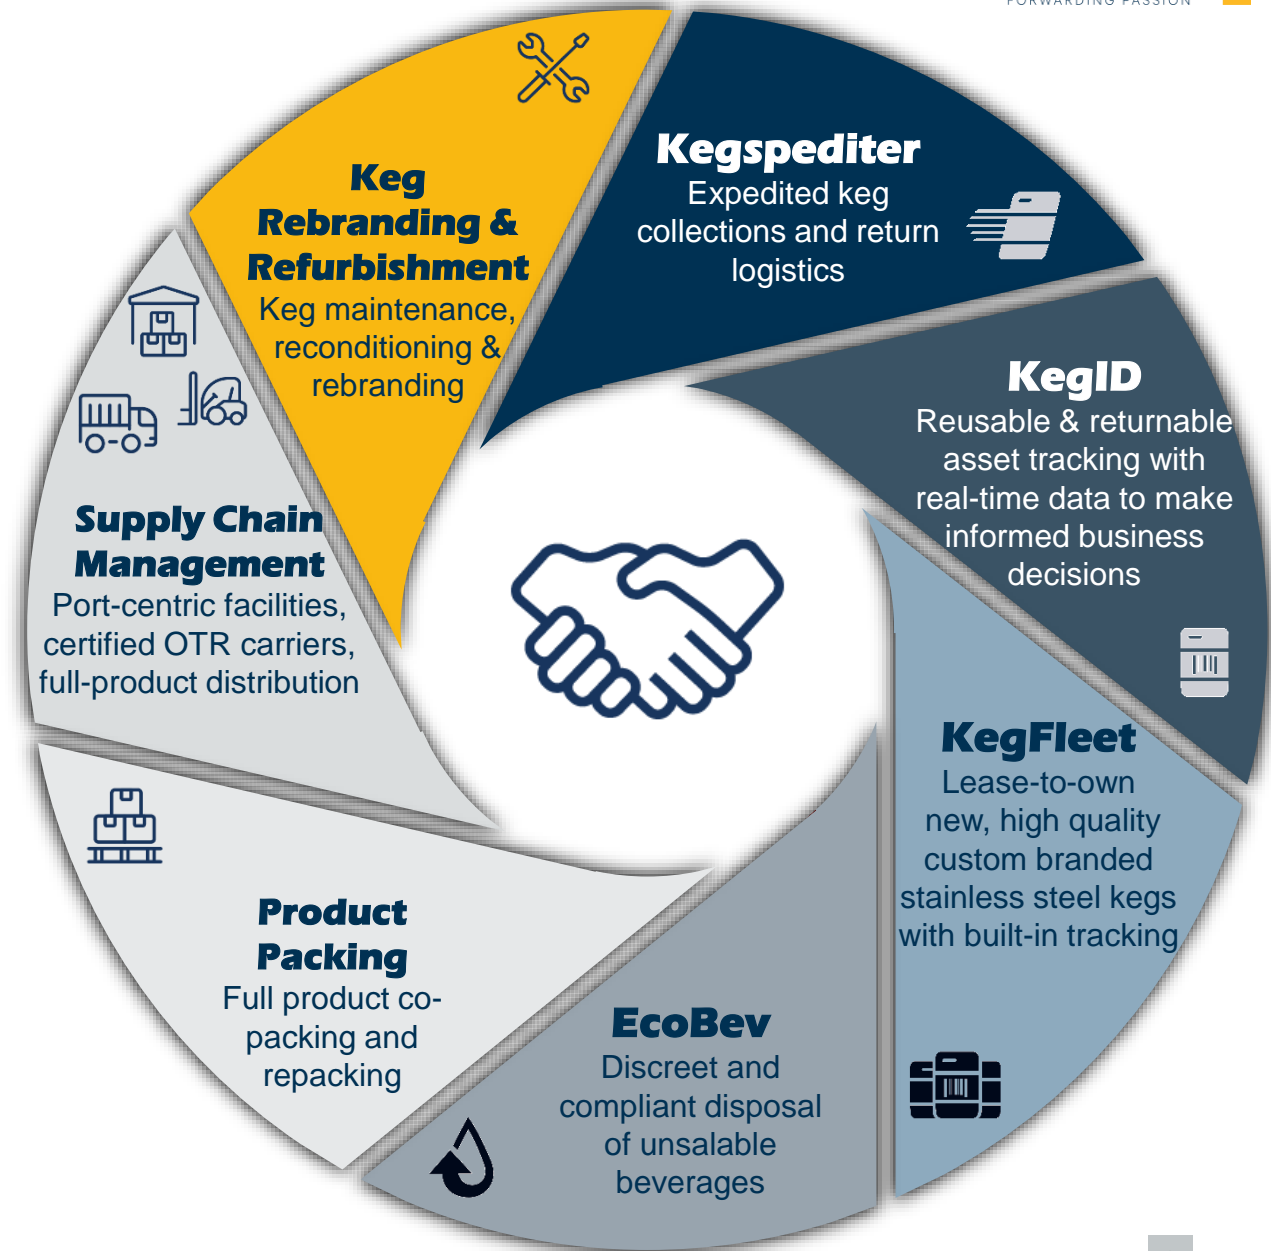 FORWARDING PASSION
Kegspediter
Expedited keg
collections and return
logistics
KegID
Reusable & returnable
asset tracking with
real-time data to make
informed business
decisions
KegFleet
Lease-to-own
new, high quality
custom branded
stainless steel kegs
with built-in tracking
EcoBev
Discreet and
compliant disposal
of unsalable
beverages
Product
Packing
Full product co-
packing and
repacking
Supply Chain
Management
Port-centric facilities,
certified OTR carriers,
full-product distribution
Keg
Rebranding &
Refurbishment
Keg maintenance,
reconditioning &
rebranding